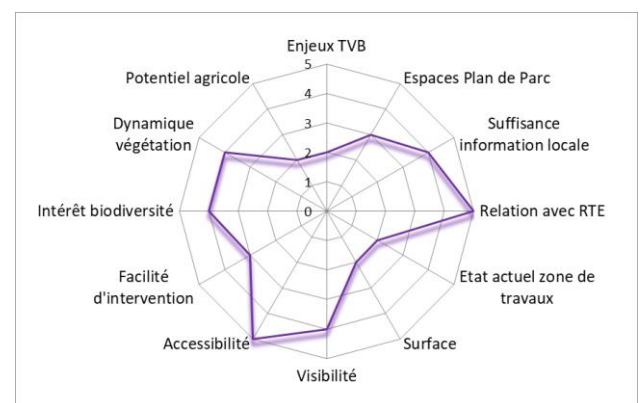 Enjeux TVB
Espaces Plan de Parc
Suffisance
information locale
Relation avec RTE
Etat actuel zone de
travaux
Surface
Visibilité
Accessibilité
Facilité
d'intervention
Intérêt biodiversité
Dynamique
végétation
Potentiel agricole
5
4
3
2
1
0